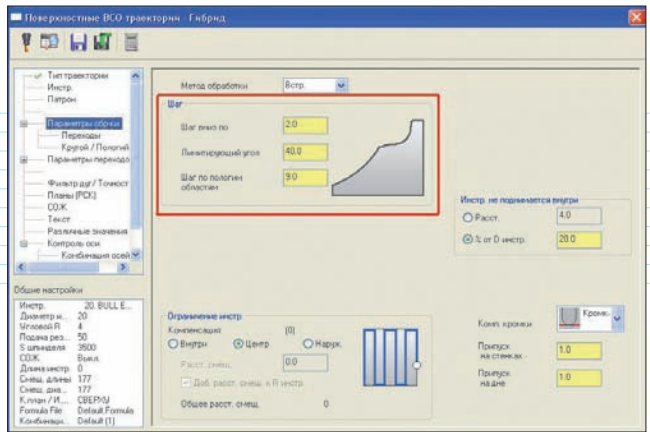 Поверхностные ВСО траектории - Гибрид
Тип траектории
Инстр.
Патрон
Параметры обрки
Переходы
Крутой / Пологий
Параметры переходо
Фильтр дуг / Точност
Планы (РСК)
СОЖ
Текст
Различные значения
Контроль оси
Комбинация осей
Общие настройки
Инстр. 20. BULL E...
Диаметр и... 20
Угловой R 4
Подача рез... 50
S шпинделя 3500
СОЖ Выкл.
Длина инстр. 0
Смещ. длины 177
Смещ. диа... 177
К.план / И... СВЕРХУ
Formula File Default.Formula
Комбинаци... Default (1)
Метод обработки Встр.
Шаг
Шаг вниз по 2.0
Лимитирующий угол 40.0
Шаг по пологим областям 9.0
Инстр. не поднимается внутри
Расст. 4.0
% от D инстр. 20.0
Ограничение инстр.
Компенсация (0)
Внутри Центр Наруж.
Расст. смещ. 0.0
Доб. расст. смещ. к R инстр.
Общее расст. смещ. 0
Комп. кромки Кромк.
Припуск на стенках 1.0
Припуск на дне 1.0